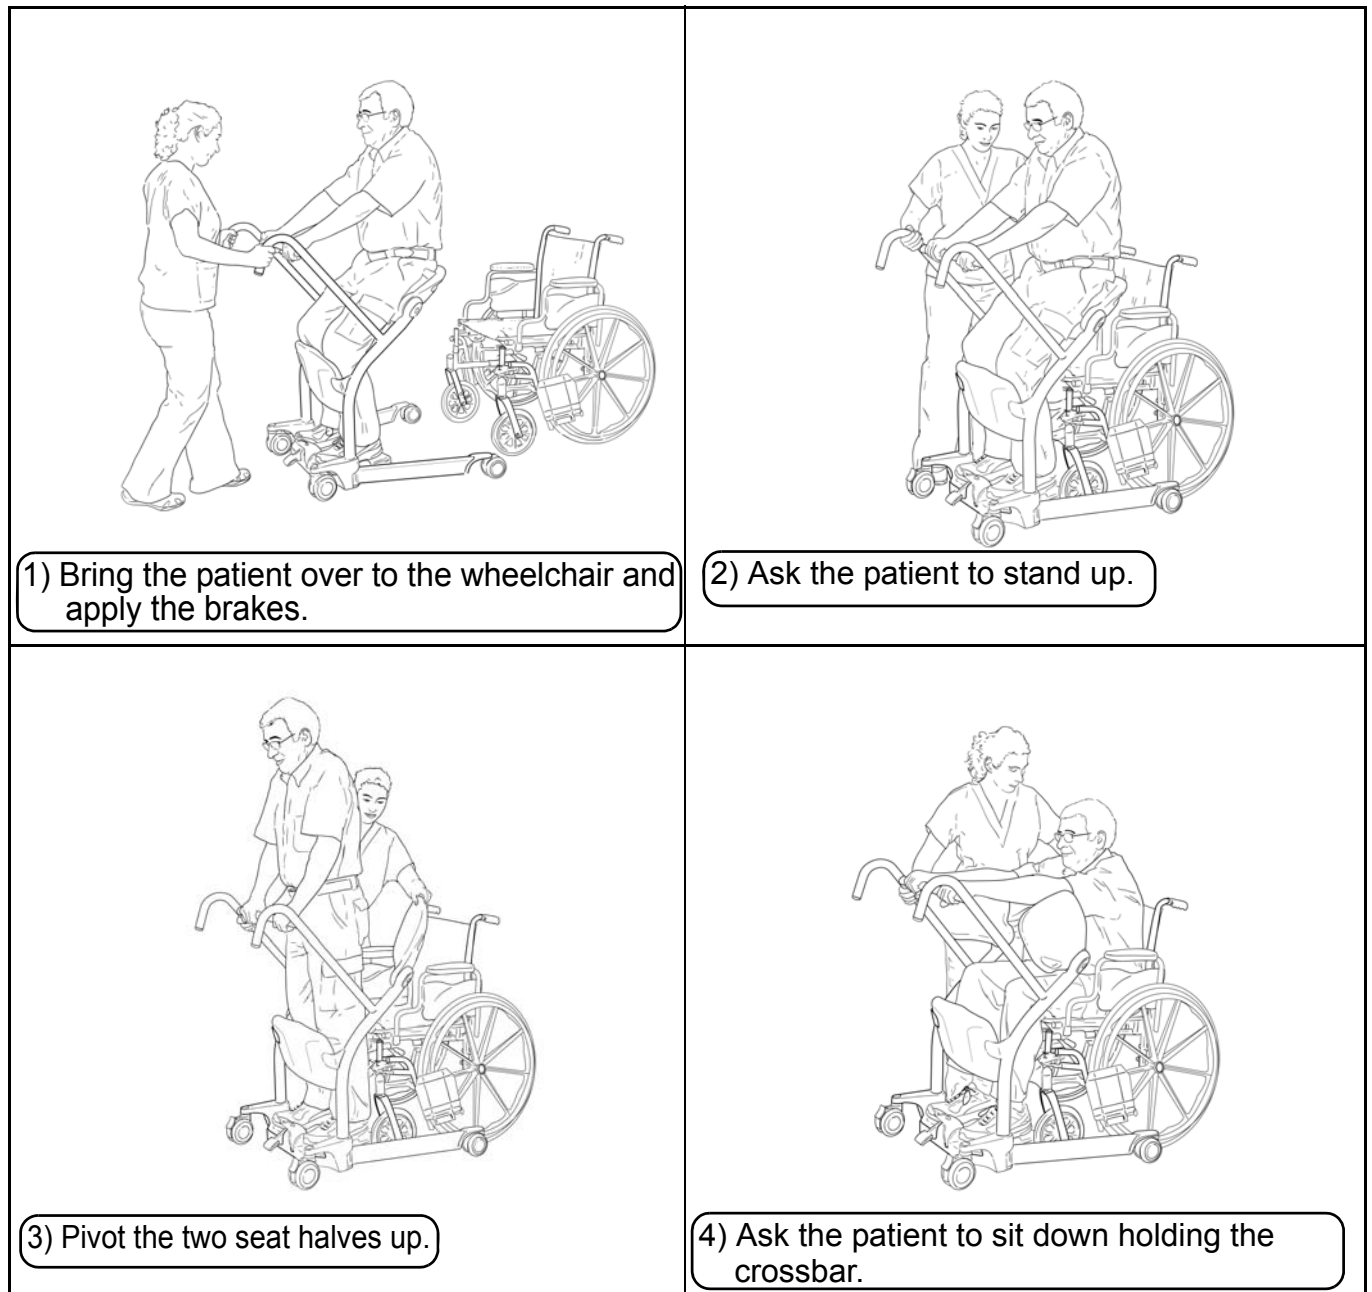 1) Bring the patient over to the wheelchair and
apply the brakes.
2) Ask the patient to stand up.
3) Pivot the two seat halves up.
4) Ask the patient to sit down holding the
crossbar.